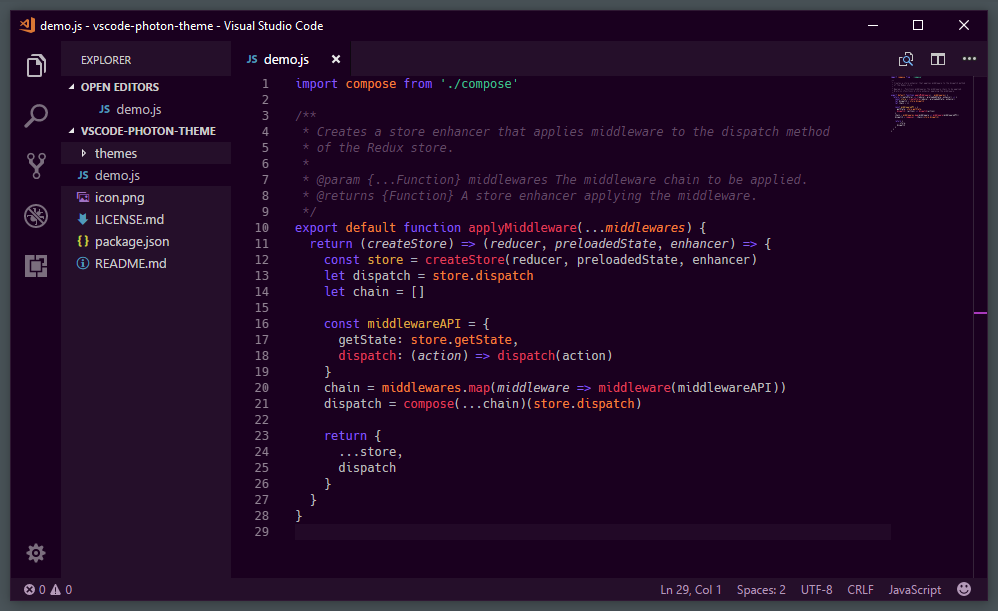 demo.js - vscode-photon-theme - Visual Studio Code
EXPLORER
OPEN EDITORS
JS demo.js
VSCODE-PHOTON-THEME
themes
JS demo.js
icon.png
LICENSE.md
{} package.json
README.md
JS demo.js
1 import compose from './compose'
2
3 /**
4  * Creates a store enhancer that applies middleware to the dispatch method
5  * of the Redux store.
6  *
7  * @param {...Function} middlewares The middleware chain to be applied.
8  * @returns {Function} A store enhancer applying the middleware.
9  */
10 export default function applyMiddleware(...middlewares) {
11   return (createStore) => (reducer, preloadedState, enhancer) => {
12     const store = createStore(reducer, preloadedState, enhancer)
13     let dispatch = store.dispatch
14     let chain = []
15
16     const middlewareAPI = {
17       getState: store.getState,
18       dispatch: (action) => dispatch(action)
19     }
20     chain = middlewares.map(middleware => middleware(middlewareAPI))
21     dispatch = compose(...chain)(store.dispatch)
22
23     return {
24       ...store,
25       dispatch
26     }
27   }
28 }
29
0 0
Ln 29, Col 1 Spaces: 2 UTF-8 CRLF JavaScript